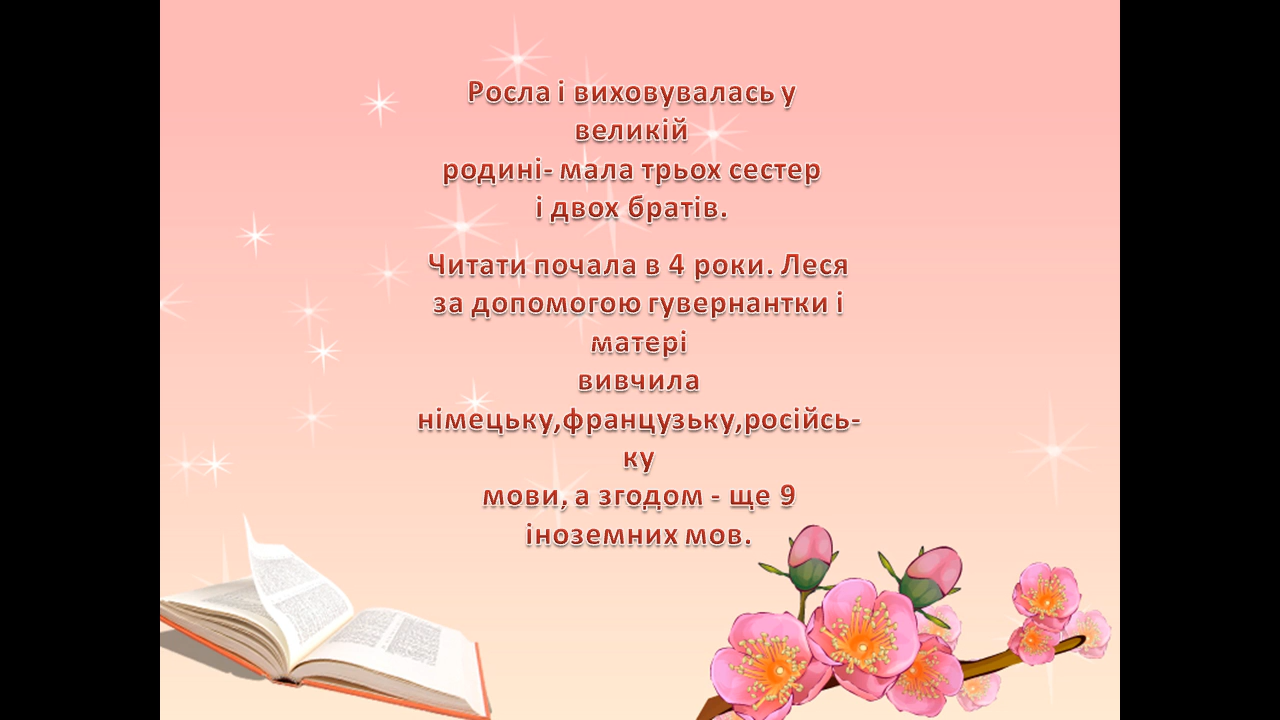 Росла і виховувалась у
великій
родині- мала трьох сестер
і двох братів.
Читати почала в 4 роки. Леся
за допомогою гувернантки і
матері
вивчила
німецьку,французьку,російсь-
ку
мови, а згодом - ще 9
іноземних мов.